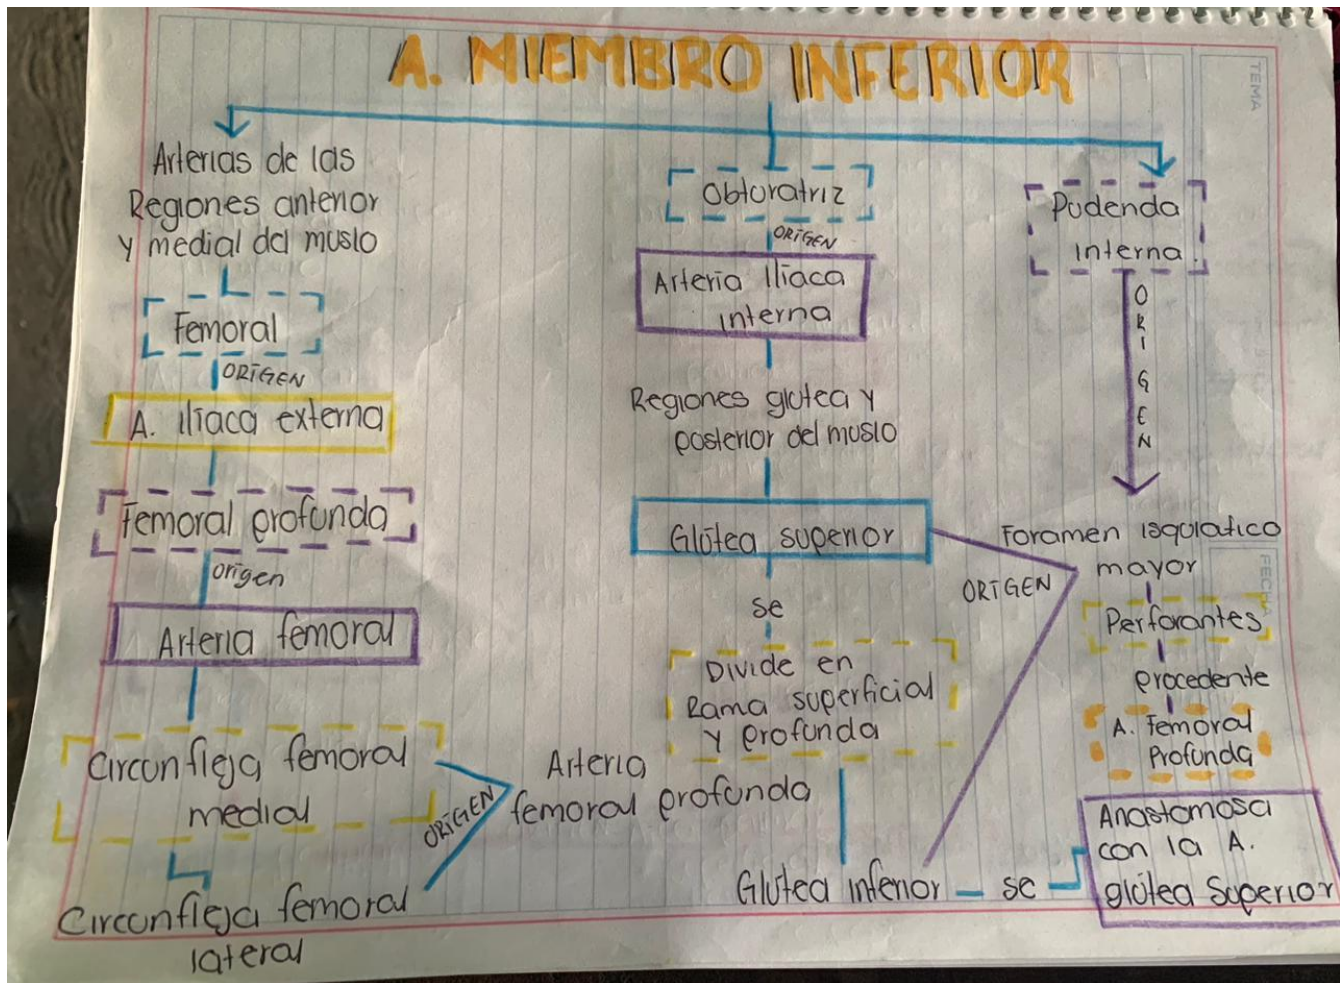 A. MIEMBRO INFERIOR
Arterias de las
Regiones anterior
y medial del muslo
Femoral
ORIGEN
A. Iliaca externa
Femoral profunda
origen
Arteria femoral
Circunfleja femoral
medial
Circunfleja femoral
lateral
ORIGEN
Arteria
femoral profunda
Obturatriz
ORIGEN
Arteria Iliaca
interna
Regiones glutea y
posterior del muslo
Glútea superior
se
Divide en
Rama superficial
y profunda
Glútea inferior
se
Anastomosa
con la A.
glútea Superior
ORIGEN
Pudenda
interna.
ORIGEN
Foramen isquiatico
mayor
Perforantes
procedente
A. Femoral
Profunda
TEMA
FECHA